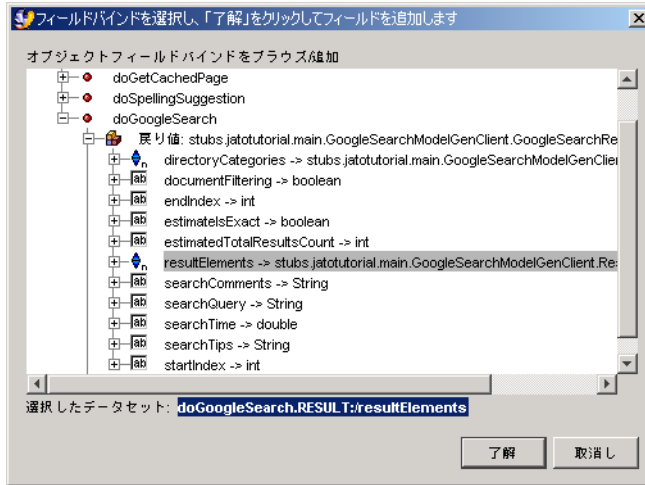 フィールドバインドを選択し、「了解」をクリックしてフィールドを追加します
オブジェクトフィールドバインドをブラウズ/追加
doGetCachedPage
doSpellingSuggestion
doGoogleSearch
戻り値: stubs.jatotutorial.main.GoogleSearchModelGenClient.GoogleSearchRe
directoryCategories -> stubs.jatotutorial.main.GoogleSearchModelGenClie
documentFiltering -> boolean
endIndex -> int
estimateIsExact -> boolean
estimatedTotalResultsCount -> int
resultElements -> stubs.jatotutorial.main.GoogleSearchModelGenClient.Re
searchComments -> String
searchQuery -> String
searchTime -> double
searchTips -> String
startIndex -> int
選択したデータセット: doGoogleSearch.RESULT:/resultElements
了解 取消し